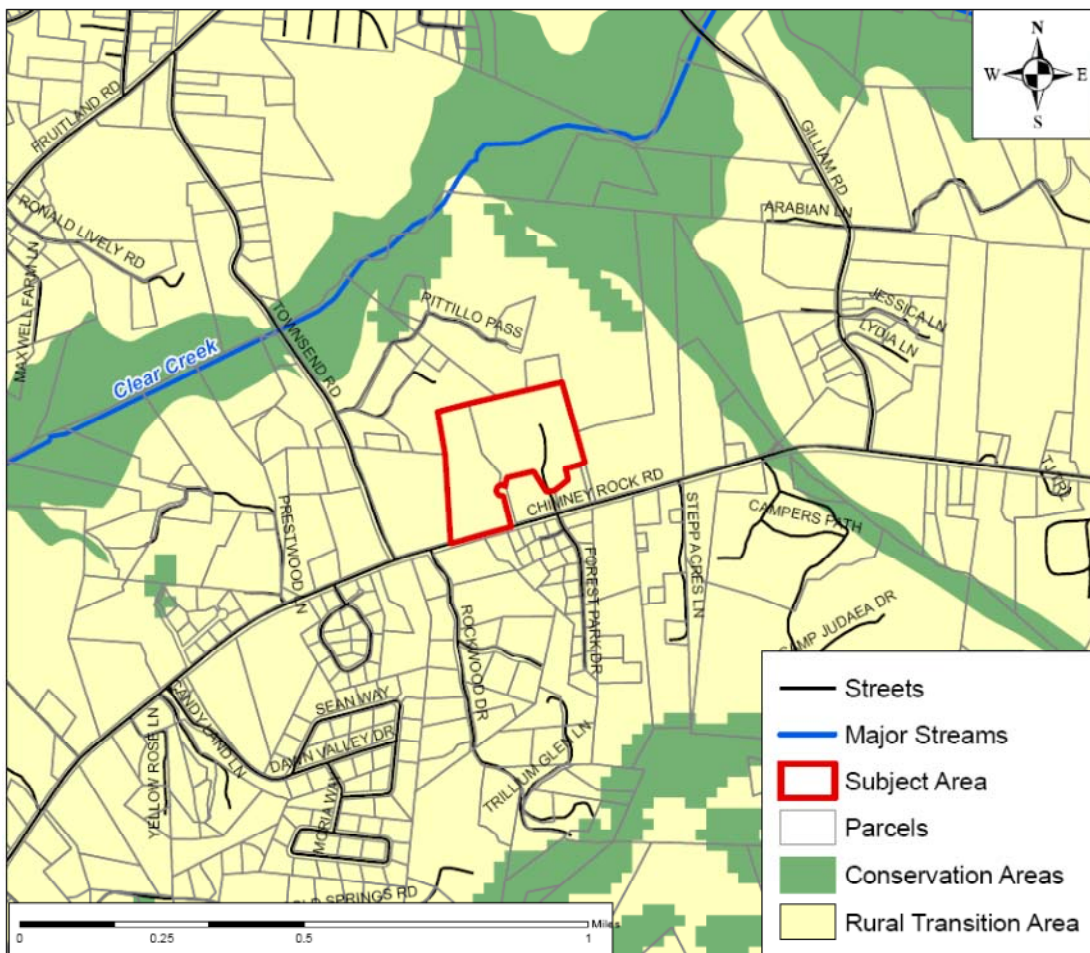 N
W E
S
FRUITLAND RD
GILLIAM RD
RONALD LIVELY RD
ARABIAN LN
MAXWELL FARM LN
PITTILLO PASS
JESSICA LN
LYDIA LN
TOWNSEND RD
Clear Creek
CHIMNEY ROCK RD
PRESTWOOD LN
STEPP ACRES LN
CAMPERS PATH
FOREST PARK DR
ROCKWOOD DR
CAMP JUDAEA DR
SEAN WAY
DAWN VALLEY DR
YELLOW ROSE LN
TRILLIUM GLEN LN
MORIA WAY
SPRINGS RD
Streets
Major Streams
Subject Area
Parcels
Conservation Areas
Rural Transition Area
Miles
0 0.25 0.5 1